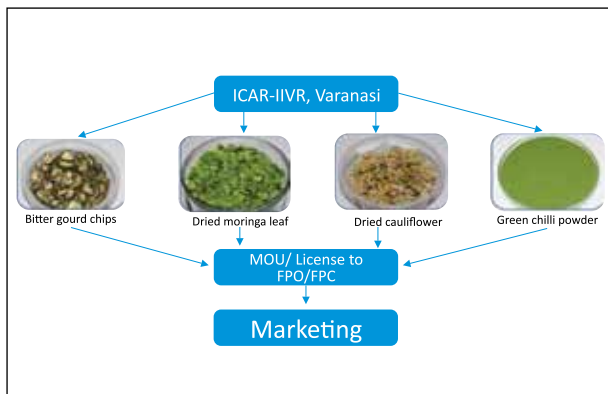 ICAR-IIVR, Varanasi
Bitter gourd chips
Dried moringa leaf
Dried cauliflower
Green chilli powder
MOU/ License to
FPO/FPC
Marketing